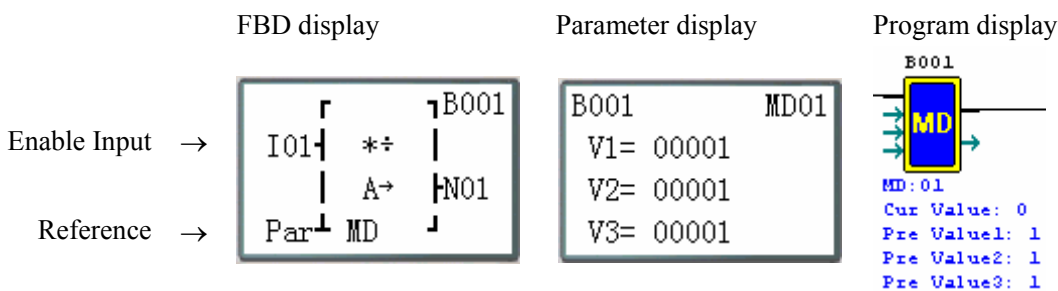 FBD display
Parameter display
Program display
Enable Input →
Reference →
B001
I01 *÷
A→ N01
Par MD
B001 MD01
V1= 00001
V2= 00001
V3= 00001
B001
MD
MD:01
Cur Value: 0
Pre Value1: 1
Pre Value2: 1
Pre Value3: 1